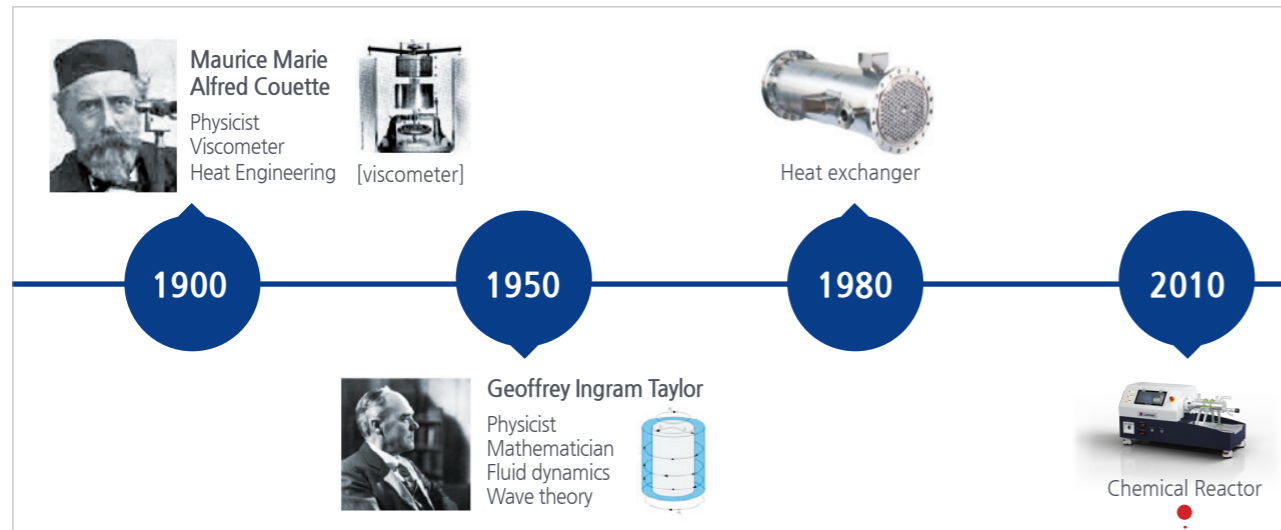 Maurice Marie
Alfred Couette
Physicist
Viscometer
Heat Engineering
[viscometer]
Heat exchanger
1900
1950
1980
2010
Geoffrey Ingram Taylor
Physicist
Mathematician
Fluid dynamics
Wave theory
Chemical Reactor